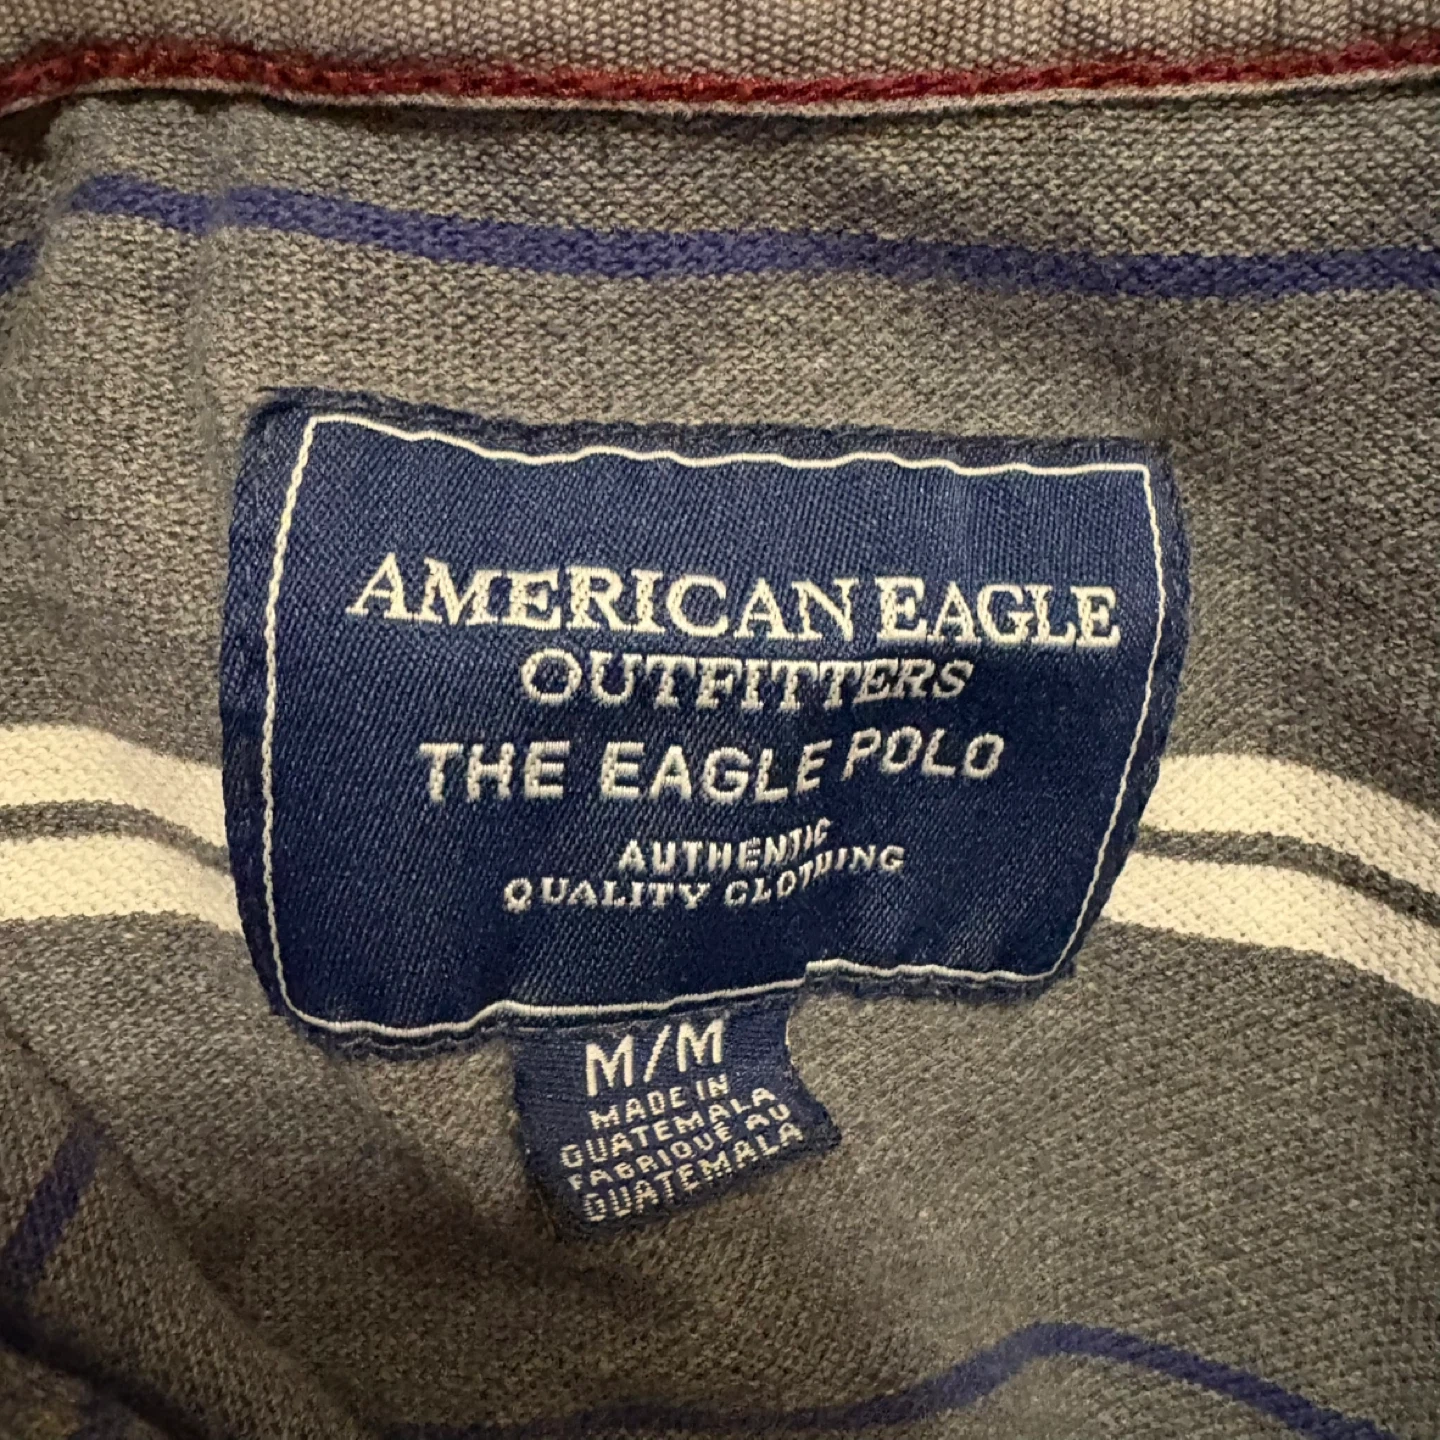 AMERICAN EAGLE
OUTFITTERS
THE EAGLE POLO
AUTHENTIC
QUALITY CLOTHING
M/M
MADE IN
GUATEMALA
FABRIQUÉ AU
GUATEMALA